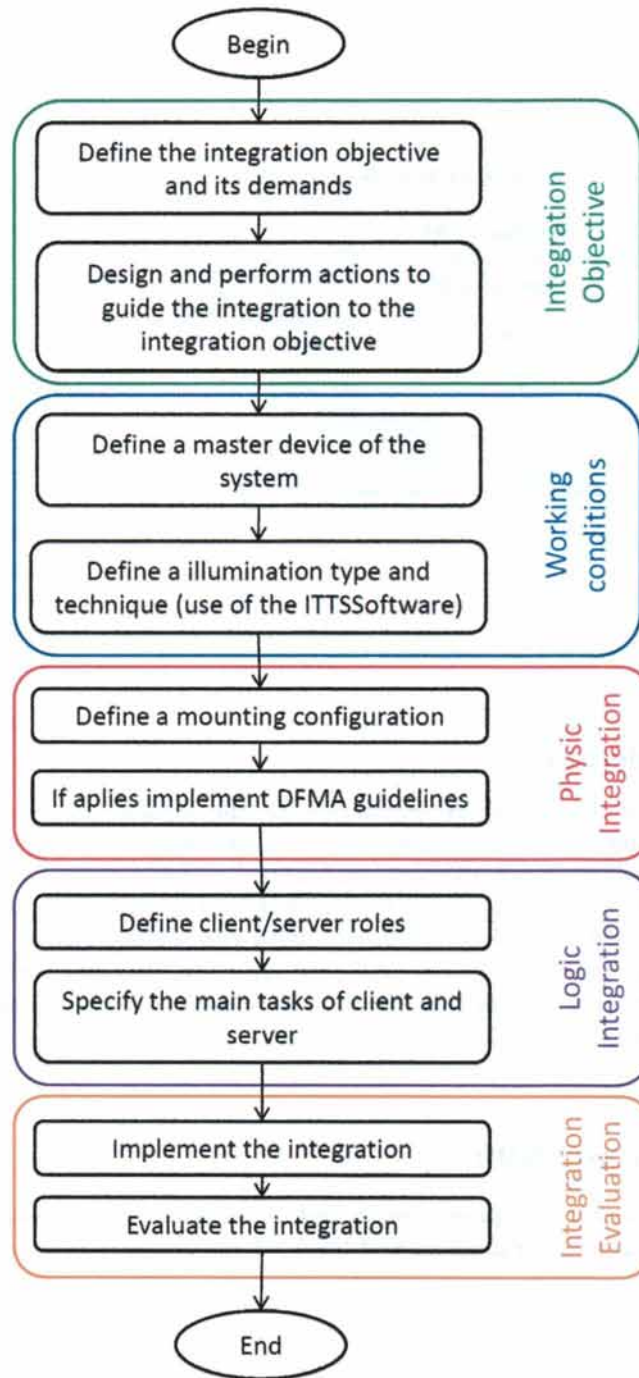 Begin
Define the integration objective
and its demands
Design and perform actions to
guide the integration to the
integration objective
Integration
Objective
Define a master device of the
system
Define a illumination type and
technique (use of the ITTSSoftware)
Working
conditions
Define a mounting configuration
If aplies implement DFMA guidelines
Physic
Integration
Define client/server roles
Specify the main tasks of client and
server
Logic
Integration
Implement the integration
Evaluate the integration
Integration
Evaluation
End